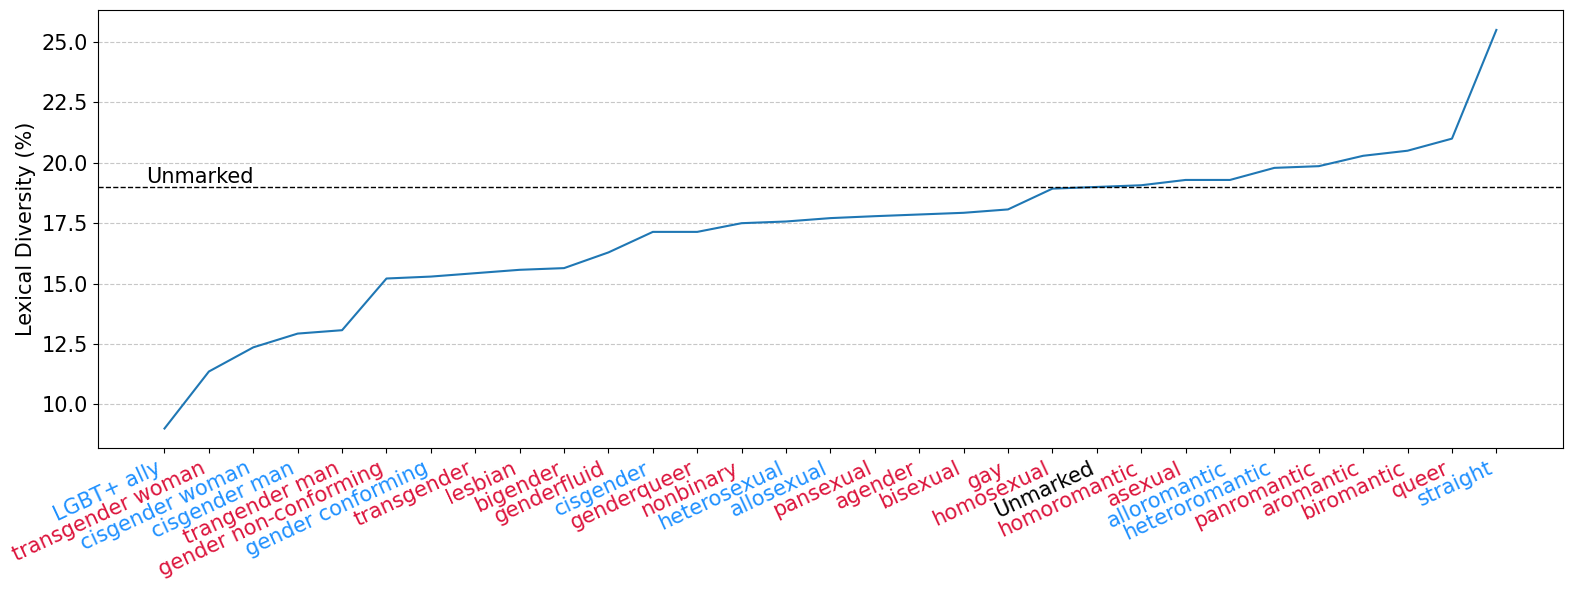 Lexical Diversity (%)
25.0
22.5
20.0
17.5
15.0
12.5
10.0
Unmarked
LGBT+ ally
transgender woman
cisgender woman
cisgender man
trangender man
gender non-conforming
gender conforming
transgender
lesbian
bigender
genderfluid
cisgender
genderqueer
nonbinary
heterosexual
allosexual
pansexual
agender
bisexual
gay
homosexual
Unmarked
homoromantic
asexual
alloromantic
heteroromantic
panromantic
aromantic
biromantic
queer
straight